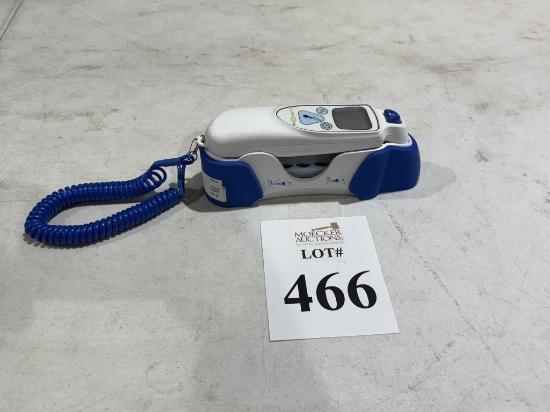 MOECKER
AUCTIONS
LOT#
466